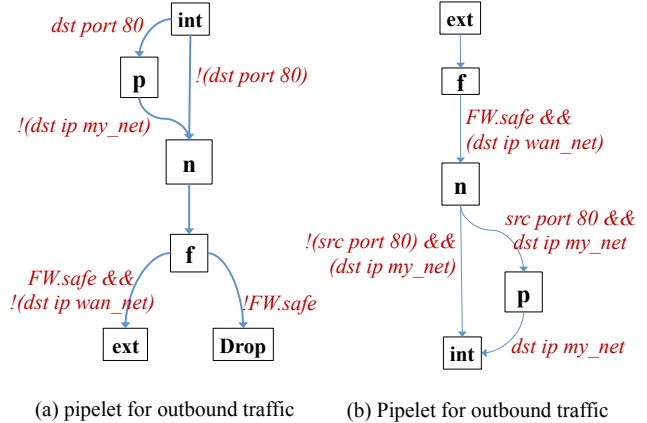 int
dst port 80
p
!(dst port 80)
!(dst ip my_net)
n
f
FW.safe &&
!(dst ip wan_net)
!FW.safe
ext
Drop
(a) pipelet for outbound traffic
ext
f
FW.safe &&
(dst ip wan_net)
n
!(src port 80) &&
(dst ip my_net)
src port 80 &&
dst ip my_net
p
dst ip my_net
int
(b) Pipelet for outbound traffic